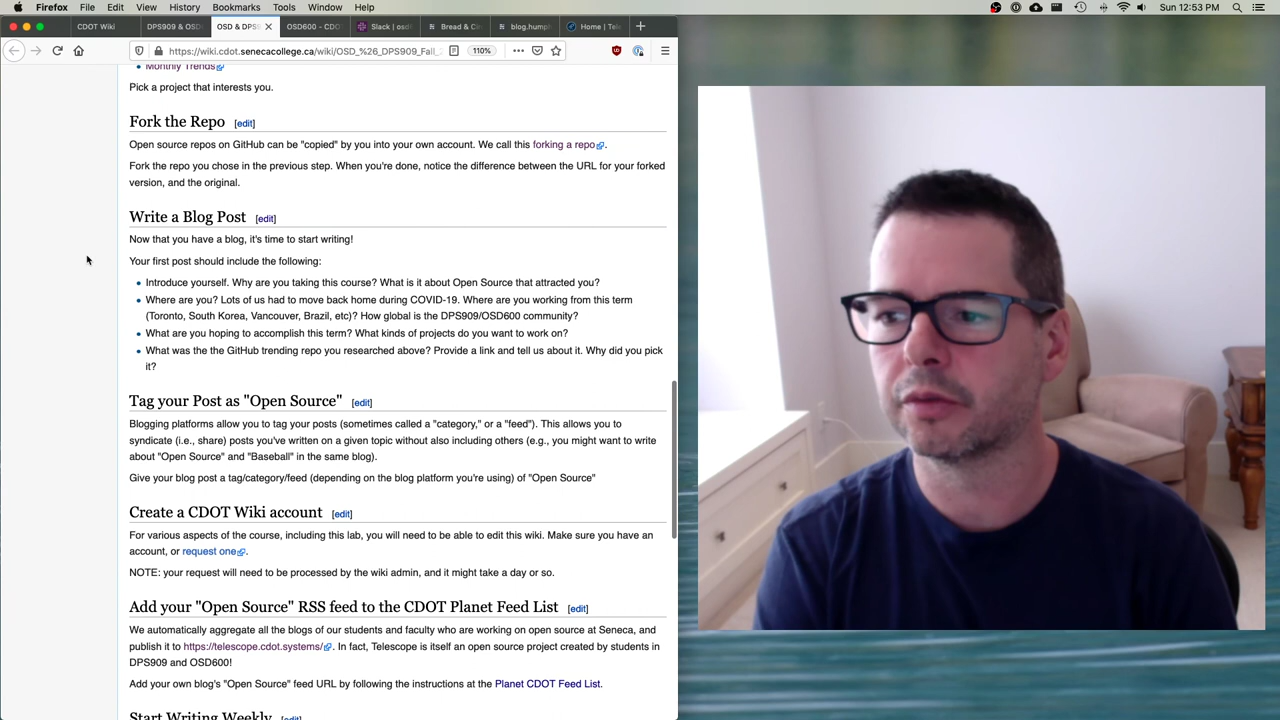 Firefox File Edit View History Bookmarks Tools Window Help Sun 12:53 PM
CDOT Wiki DPS909 & OSD OSD & DPS OSD600 - CDO Slack | osd Bread & Ci blog.hump Home | Tele
https://wiki.cdot.senecacollege.ca/wiki/OSD_%26_DPS909_Fall_ 110%
Monthly Trends
Pick a project that interests you.
Fork the Repo [edit]
Open source repos on GitHub can be "copied" by you into your own account. We call this forking a repo.
Fork the repo you chose in the previous step. When you're done, notice the difference between the URL for your forked
version, and the original.
Write a Blog Post [edit]
Now that you have a blog, it's time to start writing!
Your first post should include the following:
Introduce yourself. Why are you taking this course? What is it about Open Source that attracted you?
Where are you? Lots of us had to move back home during COVID-19. Where are you working from this term
(Toronto, South Korea, Vancouver, Brazil, etc)? How global is the DPS909/OSD600 community?
What are you hoping to accomplish this term? What kinds of projects do you want to work on?
What was the the GitHub trending repo you researched above? Provide a link and tell us about it. Why did you pick
it?
Tag your Post as "Open Source" [edit]
Blogging platforms allow you to tag your posts (sometimes called a "category," or a "feed"). This allows you to
syndicate (i.e., share) posts you've written on a given topic without also including others (e.g., you might want to write
about "Open Source" and "Baseball" in the same blog).
Give your blog post a tag/category/feed (depending on the blog platform you're using) of "Open Source"
Create a CDOT Wiki account [edit]
For various aspects of the course, including this lab, you will need to be able to edit this wiki. Make sure you have an
account, or request one.
NOTE: your request will need to be processed by the wiki admin, and it might take a day or so.
Add your "Open Source" RSS feed to the CDOT Planet Feed List [edit]
We automatically aggregate all the blogs of our students and faculty who are working on open source at Seneca, and
publish it to https://telescope.cdot.systems/. In fact, Telescope is itself an open source project created by students in
DPS909 and OSD600!
Add your own blog's "Open Source" feed URL by following the instructions at the Planet CDOT Feed List.
Start Writing Weekly [edit]